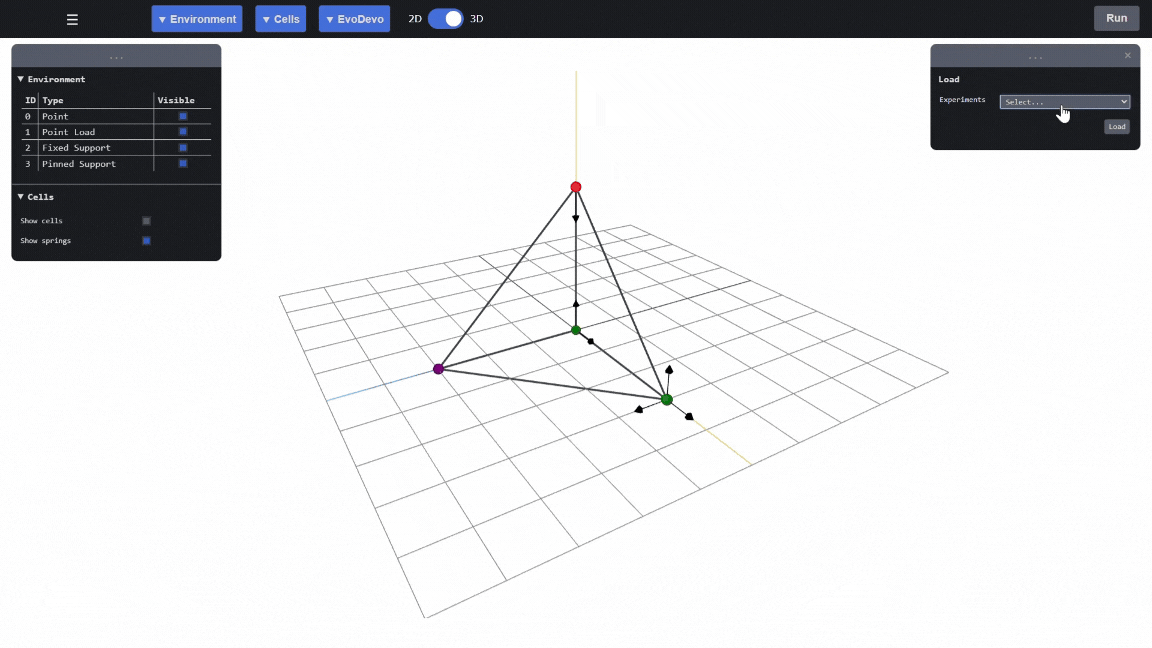 ☰ ▾ Environment ▾ Cells ▾ EvoDevo 2D 3D Run
...
▼ Environment
ID Type Visible
0 Point
1 Point Load
2 Fixed Support
3 Pinned Support
▼ Cells
Show cells
Show springs
... ×
Load
Experiments Select...
Load